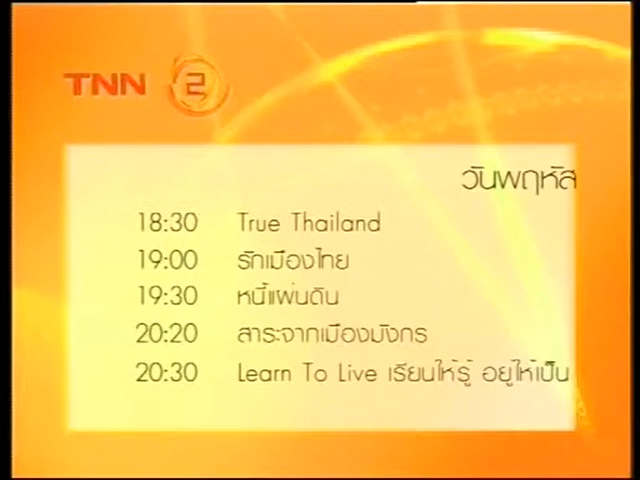 TNN 2
วันพฤหัส
18:30 True Thailand
19:00 รักเมืองไทย
19:30 หนี้แผ่นดิน
20:20 สาระจากเมืองมังกร
20:30 Learn To Live เรียนให้รู้ อยู่ให้เป็น